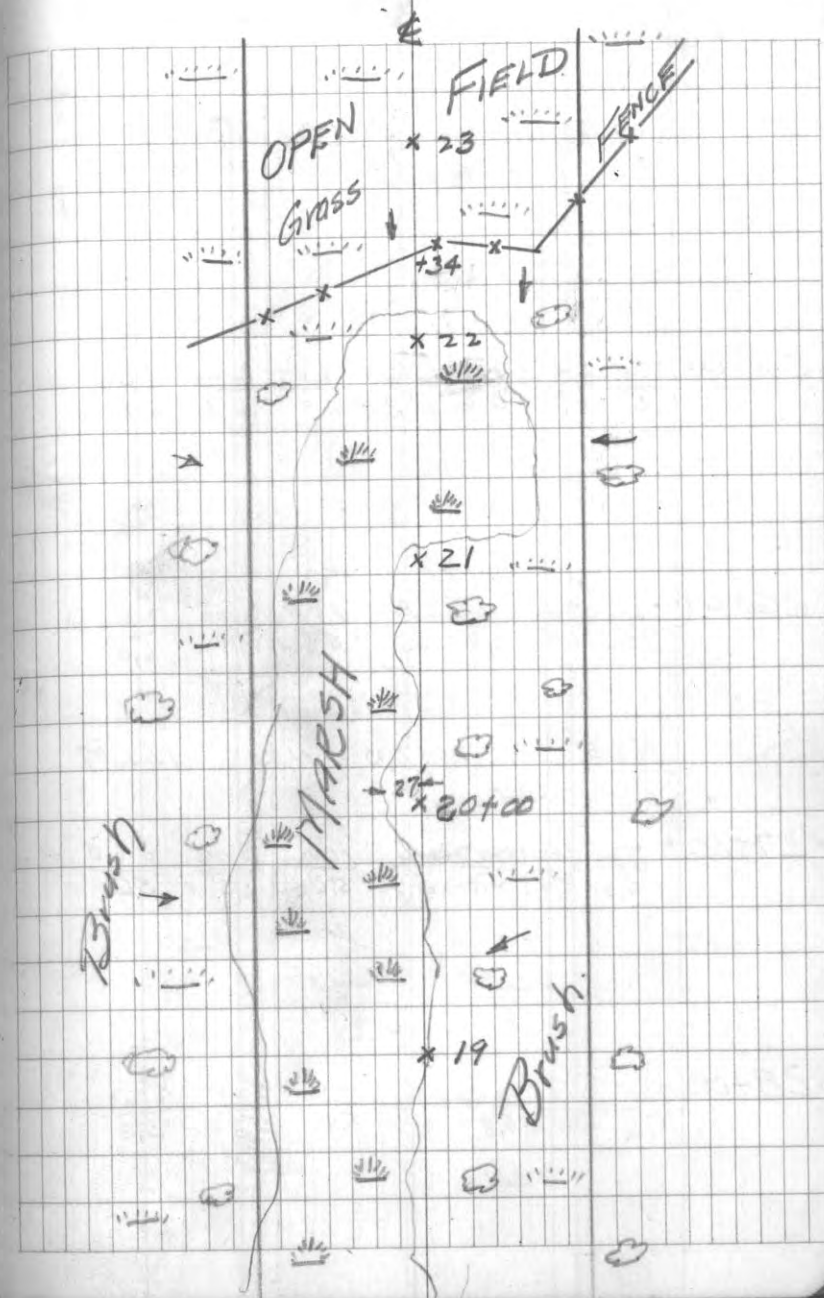 ℄
FIELD
OPEN
FENCE
23
Grass
+34
22
21
MARSH
27'
20+00
Brush
19
Brush.